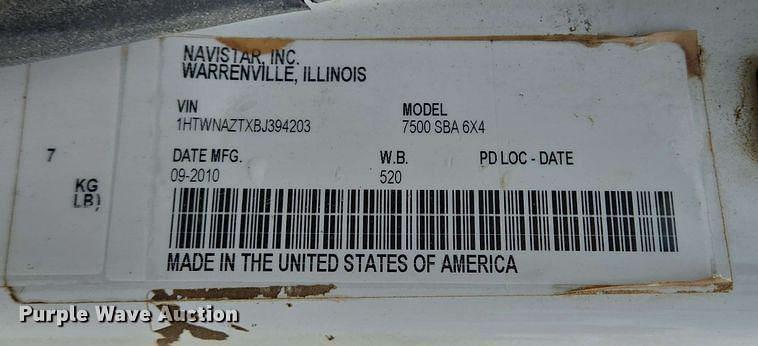 NAVISTAR, INC.
WARRENVILLE, ILLINOIS
VIN MODEL
1HTWNAZTXBJ394203 7500 SBA 6X4
7
DATE MFG. W.B. PD LOC - DATE
09-2010 520
KG
LB)
MADE IN THE UNITED STATES OF AMERICA
Purple Wave Auction